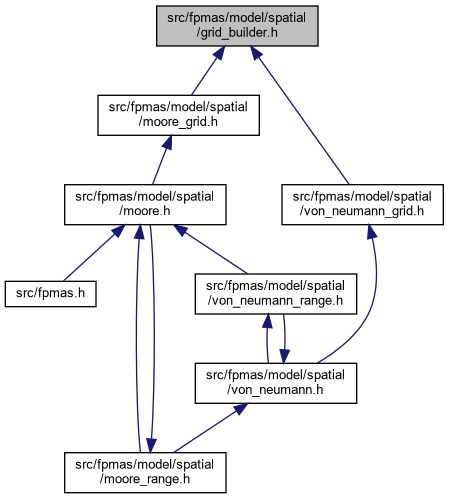 src/fpmas/model/spatial
/grid_builder.h
src/fpmas/model/spatial
/moore_grid.h
src/fpmas/model/spatial
/moore.h
src/fpmas/model/spatial
/von_neumann_grid.h
src/fpmas.h
src/fpmas/model/spatial
/von_neumann_range.h
src/fpmas/model/spatial
/von_neumann.h
src/fpmas/model/spatial
/moore_range.h